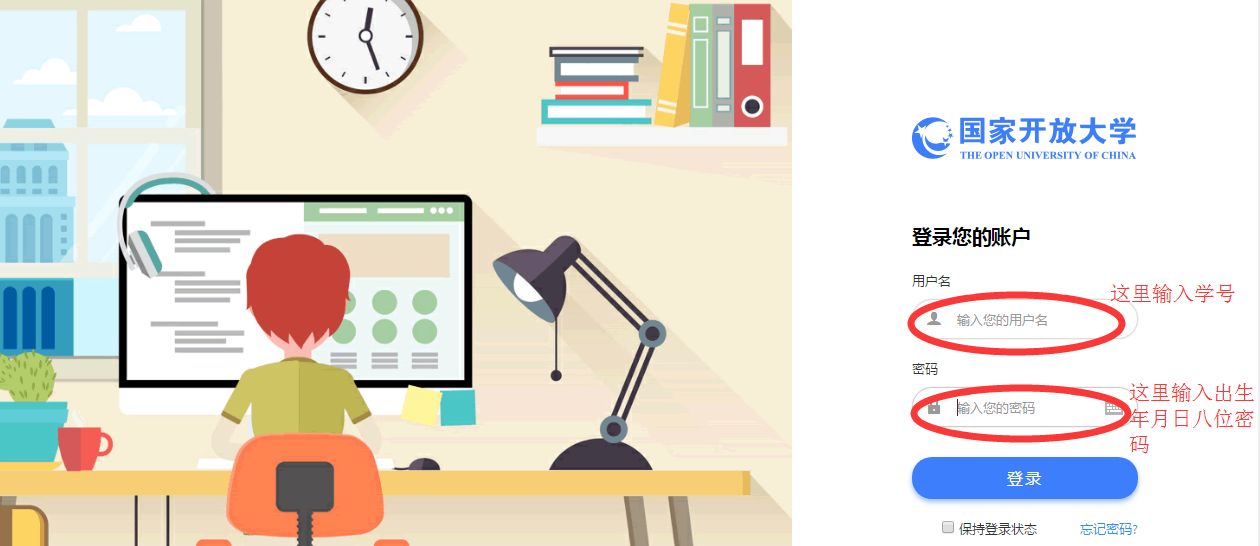 国家开放大学
THE OPEN UNIVERSITY OF CHINA
登录您的账户
用户名
这里输入学号
输入您的用户名
密码
这里输入出生
年月日八位密
码
输入您的密码
登录
保持登录状态
忘记密码?